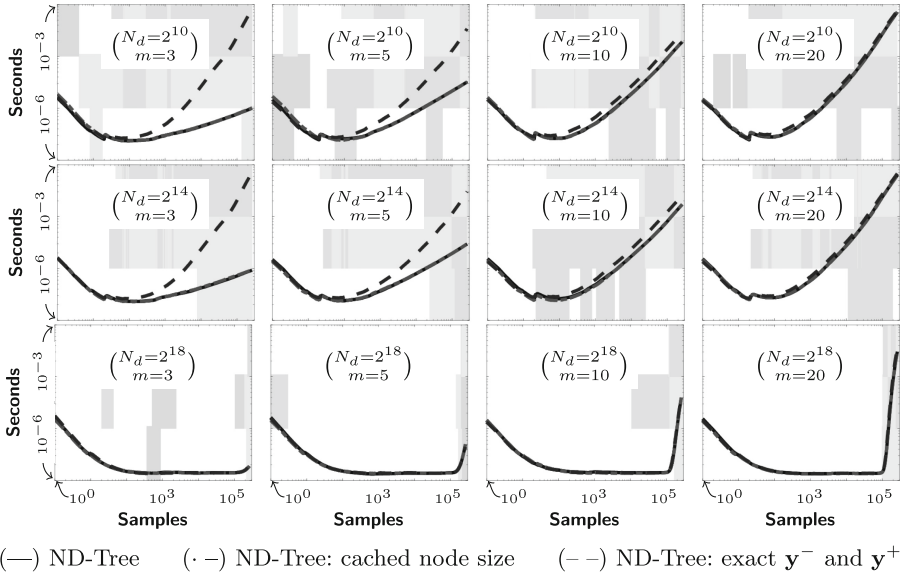 Seconds
10^{-3}
10^{-6}
(N_d=2^{10} m=3)
(N_d=2^{10} m=5)
(N_d=2^{10} m=10)
(N_d=2^{10} m=20)
Seconds
10^{-3}
10^{-6}
(N_d=2^{14} m=3)
(N_d=2^{14} m=5)
(N_d=2^{14} m=10)
(N_d=2^{14} m=20)
Seconds
10^{-3}
10^{-6}
(N_d=2^{18} m=3)
(N_d=2^{18} m=5)
(N_d=2^{18} m=10)
(N_d=2^{18} m=20)
10^0 10^3 10^5
10^0 10^3 10^5
10^0 10^3 10^5
10^0 10^3 10^5
Samples
Samples
Samples
Samples
(—) ND-Tree (· –) ND-Tree: cached node size (– –) ND-Tree: exact y^− and y^+